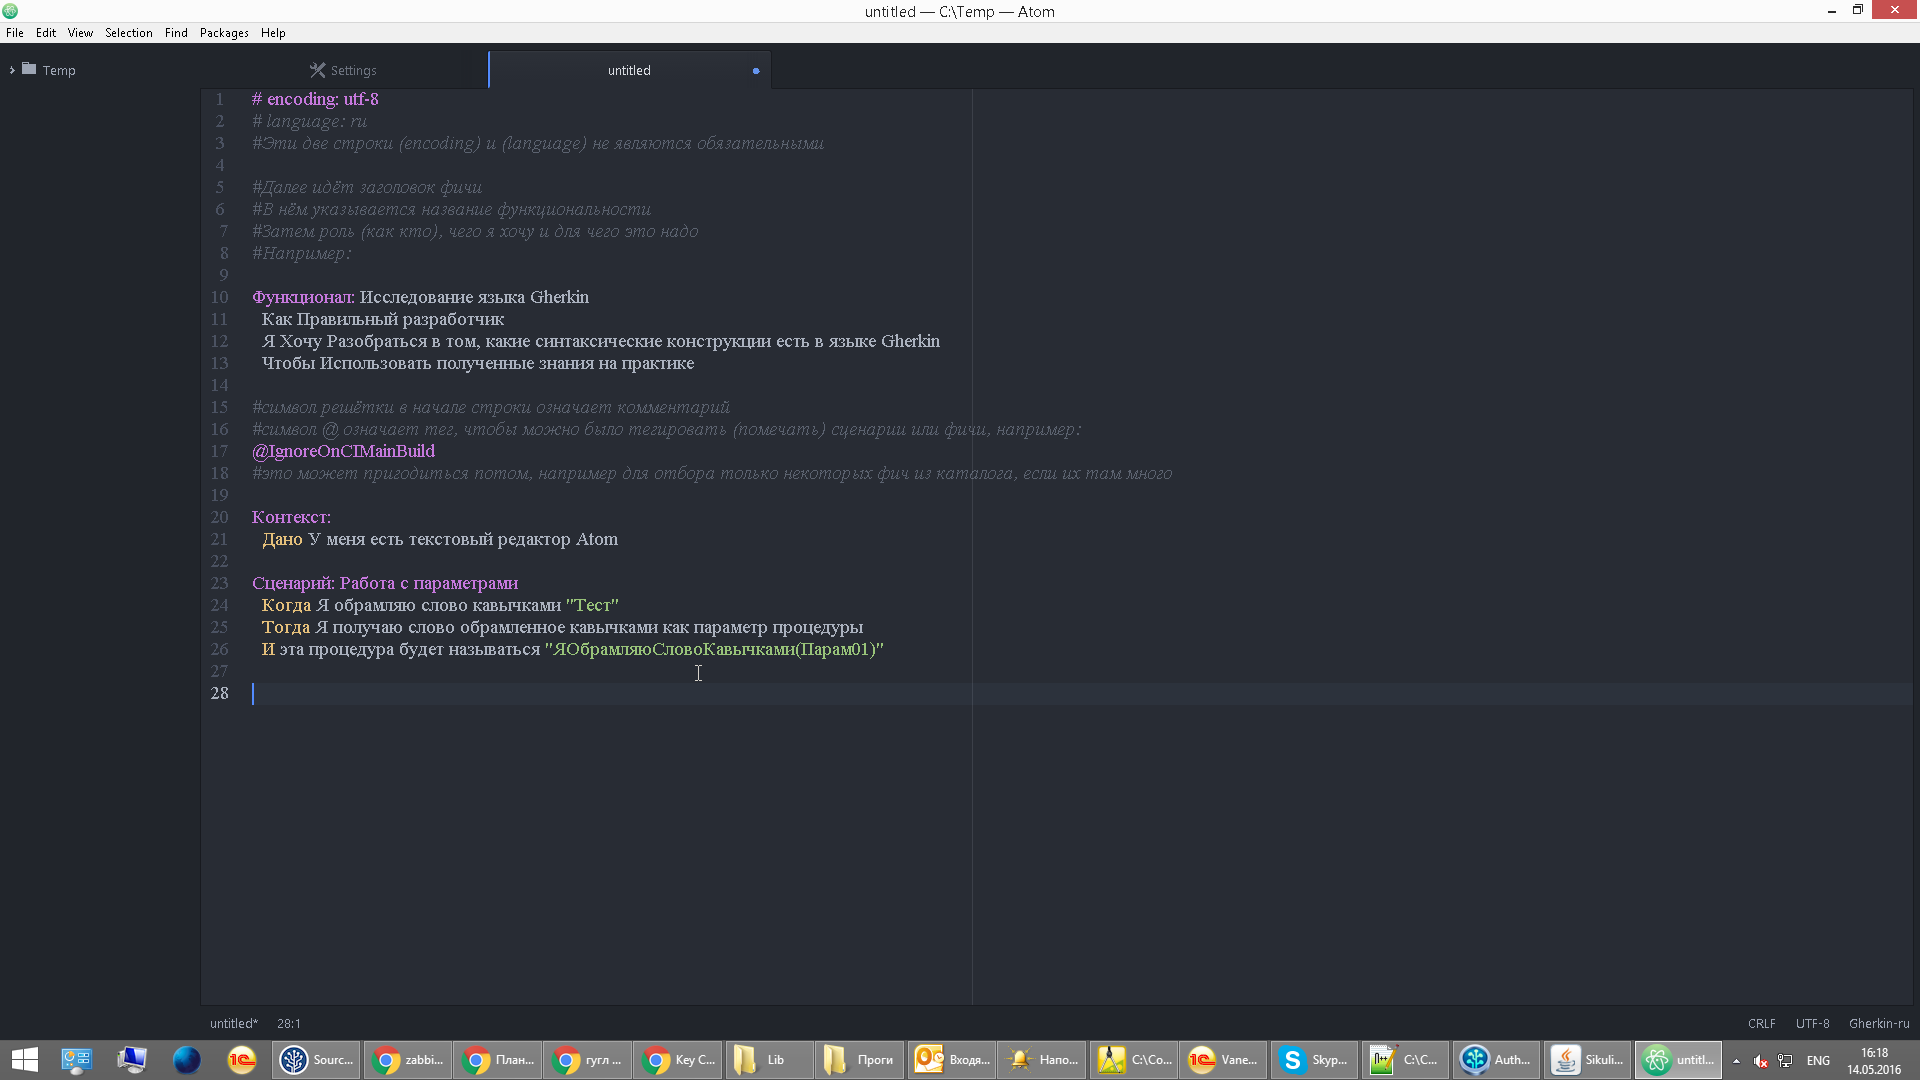 untitled — C:\Temp — Atom
File Edit View Selection Find Packages Help
Temp
Settings
untitled
1 # encoding: utf-8
2 # language: ru
3 #Эти две строки (encoding) и (language) не являются обязательными
4
5 #Далее идёт заголовок фичи
6 #В нём указывается название функциональности
7 #Затем роль (как кто), чего я хочу и для чего это надо
8 #Например:
9
10 Функционал: Исследование языка Gherkin
11 Как Правильный разработчик
12 Я Хочу Разобраться в том, какие синтаксические конструкции есть в языке Gherkin
13 Чтобы Использовать полученные знания на практике
14
15 #символ решётки в начале строки означает комментарий
16 #символ @ означает тег, чтобы можно было тегировать (помечать) сценарии или фичи, например:
17 @IgnoreOnCIMainBuild
18 #это может пригодиться потом, например для отбора только некоторых фич из каталога, если их там много
19
20 Контекст:
21 Дано У меня есть текстовый редактор Atom
22
23 Сценарий: Работа с параметрами
24 Когда Я обрамляю слово кавычками "Тест"
25 Тогда Я получаю слово обрамленное кавычками как параметр процедуры
26 И эта процедура будет называться "ЯОбрамляюСловоКавычками(Парам01)"
27
28
untitled* 28:1 CRLF UTF-8 Gherkin-ru
Sourc... zabbi... План... гугл ... Key C... Lib Проги Входя... Напо... C:\Co... Vane... Skyp... C:\C... Auth... Sikuli... untitl... ENG 16:18
14.05.2016